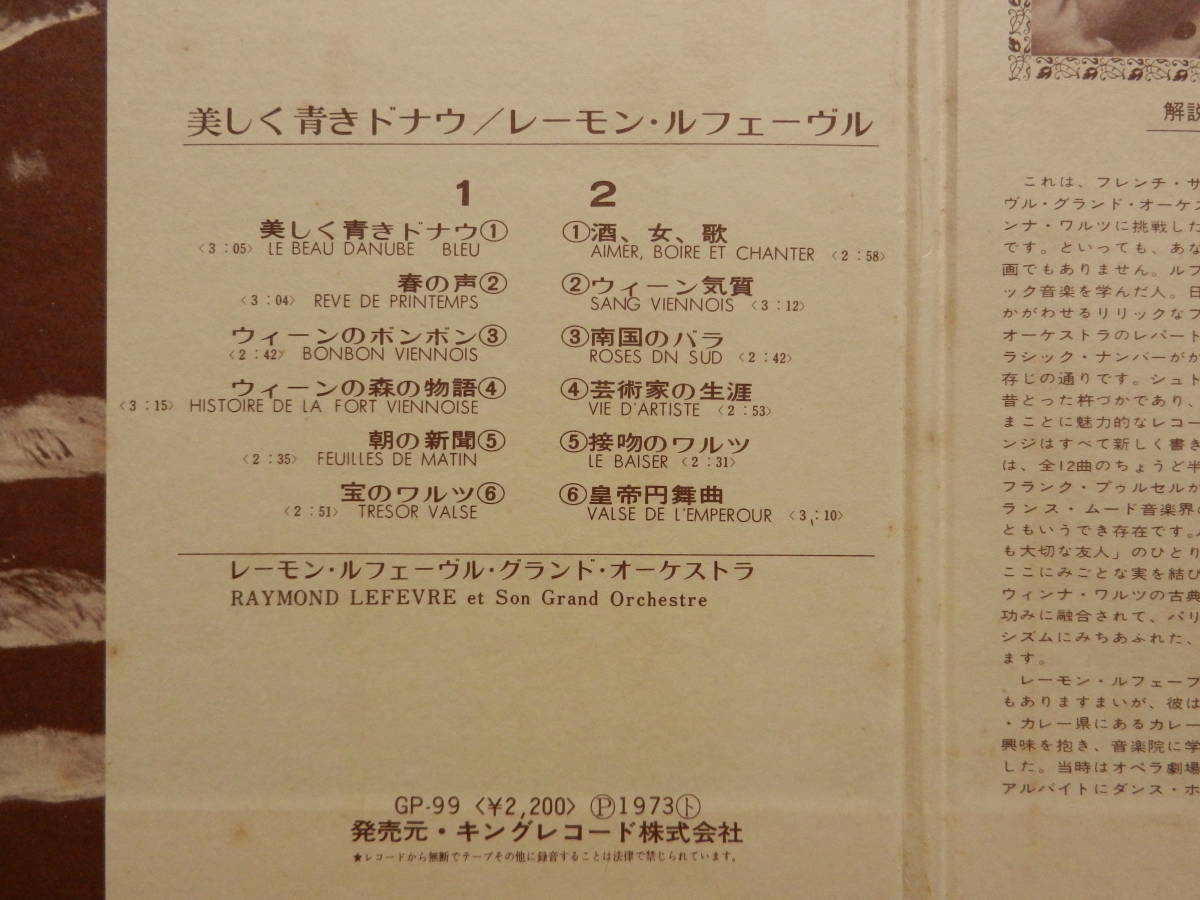 美しく青きドナウ／レーモン・ルフェーヴル
1
美しく青きドナウ①
〈3：05〉 LE BEAU DANUBE BLEU
春の声②
〈3：04〉 REVE DE PRINTEMPS
ウィーンのボンボン③
〈2：42〉 BONBON VIENNOIS
ウィーンの森の物語④
〈3：15〉 HISTOIRE DE LA FORT VIENNOISE
朝の新聞⑤
〈2：35〉 FEUILLES DE MATIN
宝のワルツ⑥
〈2：51〉 TRESOR VALSE
2
①酒、女、歌
AIMER, BOIRE ET CHANTER 〈2：58〉
②ウィーン気質
SANG VIENNOIS 〈3：12〉
③南国のバラ
ROSES DN SUD 〈2：42〉
④芸術家の生涯
VIE D'ARTISTE 〈2：53〉
⑤接吻のワルツ
LE BAISER 〈2：31〉
⑥皇帝円舞曲
VALSE DE L'EMPEROUR 〈3：10〉
レーモン・ルフェーヴル・グランド・オーケストラ
RAYMOND LEFEVRE et Son Grand Orchestre
GP-99〈¥2,200〉Ⓟ1973㋣
発売元・キングレコード株式会社
★レコードから無断でテープその他に録音することは法律で禁じられています。
解説
これは、フレンチ・サ
ヴル・グランド・オーケス
ンナ・ワルツに挑戦した
です。といっても、あな
画でもありません。ルフ
ック音楽を学んだ人。日
かがわせるリリックなフ
オーケストラのレパート
ラシック・ナンバーがか
存じの通りです。シュト
昔とった杵づかであり、
まことに魅力的なレコー
ンジはすべて新しく書き
は、全12曲のちょうど半
フランク・プゥルセルか
ランス・ムード音楽界の
ともいうでき存在です。
も大切な友人」のひとり
ここにみごとな実を結び
ウィンナ・ワルツの古典
功みに融合されて、パリ
シズムにみちあふれた、
ます。
レーモン・ルフェーブ
もありますまいが、彼は
・カレー県にあるカレー
興味を抱き、音楽院に学
した。当時はオペラ劇場
アルバイトにダンス・ホ